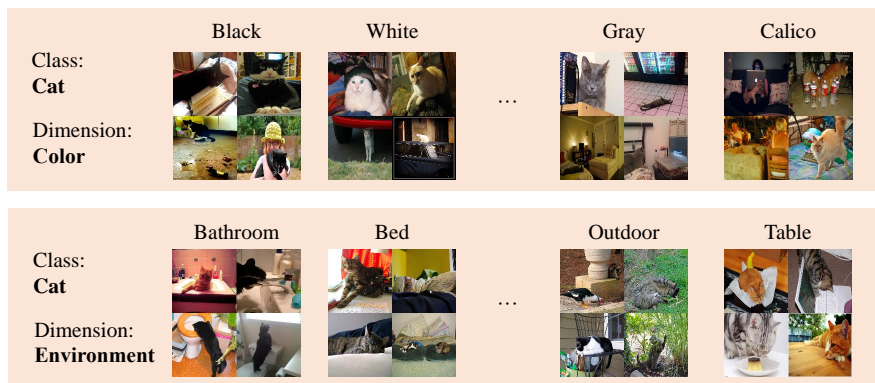 Black White Gray Calico
Class:
Cat
...
Dimension:
Color
Bathroom Bed Outdoor Table
Class:
Cat
...
Dimension:
Environment